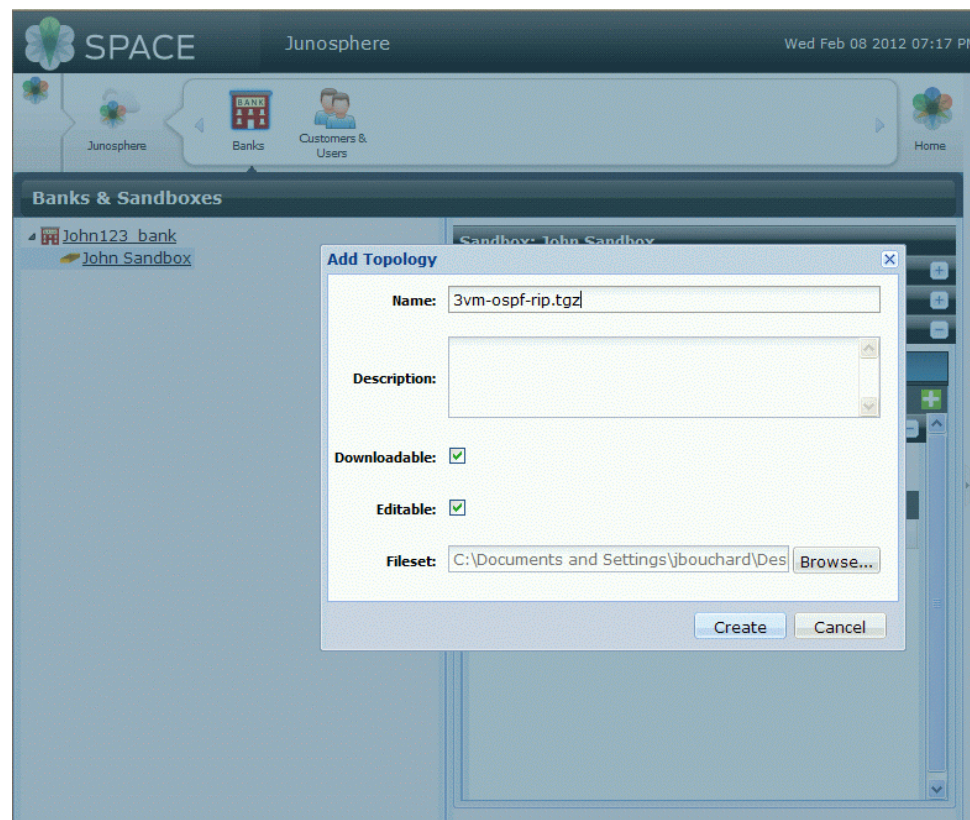 SPACE
Junosphere
Wed Feb 08 2012 07:17 PM
Junosphere
BANK
Banks
Customers &
Users
Home
Banks & Sandboxes
John123_bank
John Sandbox
Sandbox: John Sandbox
Add Topology
Name: 3vm-ospf-rip.tgz
Description:
Downloadable:
Editable:
Fileset: C:\Documents and Settings\jbouchard\Des Browse...
Create Cancel